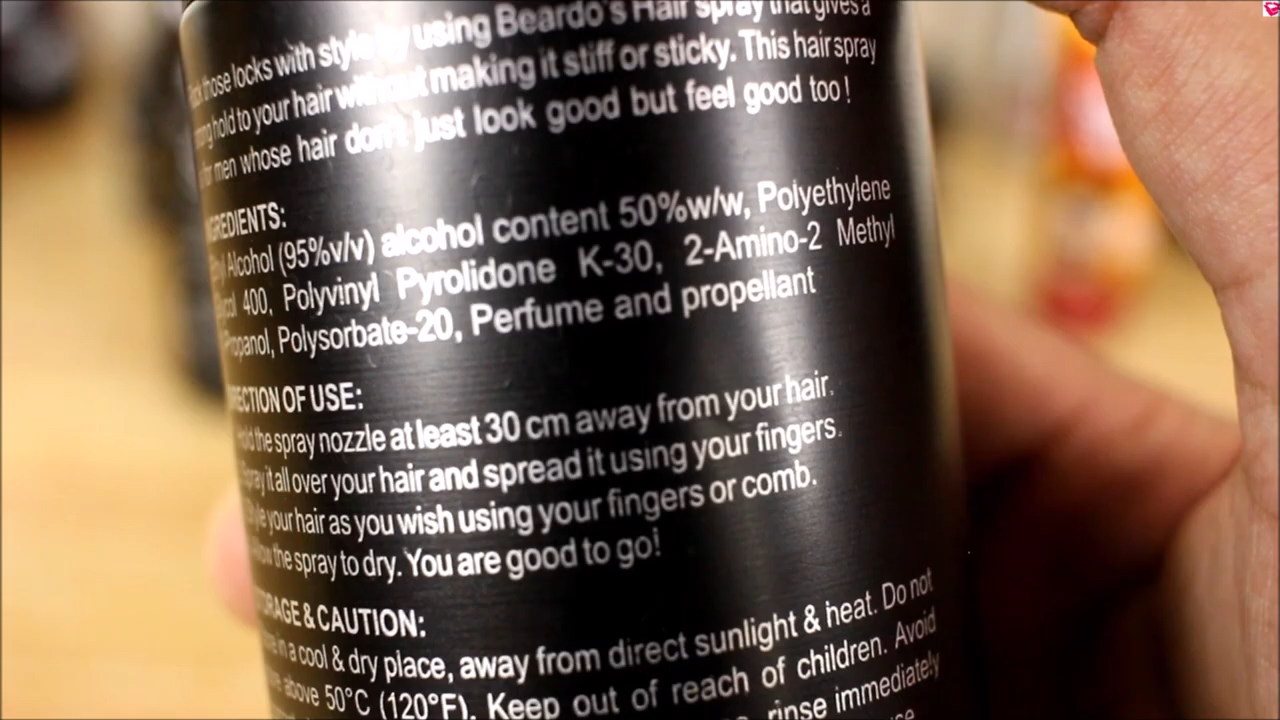 those locks with style by using Beardo's Hair spray that gives a
hold to your hair without making it stiff or sticky. This hair spray
for men whose hair don't just look good but feel good too!
INGREDIENTS:
Alcohol (95%v/v) alcohol content 50%w/w, Polyethylene
400, Polyvinyl Pyrolidone K-30, 2-Amino-2 Methyl
Propanol, Polysorbate-20, Perfume and propellant
DIRECTION OF USE:
Hold the spray nozzle at least 30 cm away from your hair.
Spray it all over your hair and spread it using your fingers.
Style your hair as you wish using your fingers or comb.
the spray to dry. You are good to go!
STORAGE & CAUTION:
in a cool & dry place, away from direct sunlight & heat. Do not
above 50°C (120°F). Keep out of reach of children. Avoid
rinse immediately